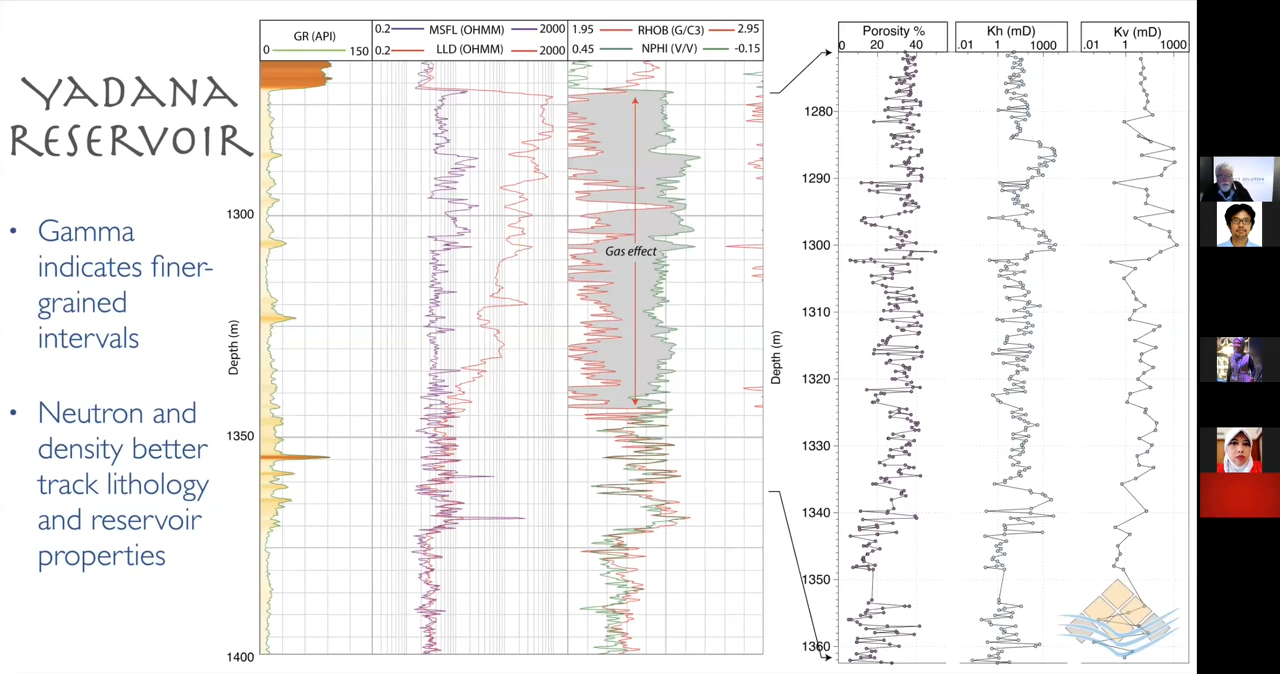 YADANA
RESERVOIR
• Gamma
indicates finer-
grained
intervals
• Neutron and
density better
track lithology
and reservoir
properties
GR (API)
0 150
0.2 MSFL (OHMM) 2000
0.2 LLD (OHMM) 2000
1.95 RHOB (G/C3) 2.95
0.45 NPHI (V/V) -0.15
Depth (m)
1300
1350
1400
Gas effect
Porosity %
0 20 40
Kh (mD)
.01 1 1000
Kv (mD)
.01 1 1000
Depth (m)
1280
1290
1300
1310
1320
1330
1340
1350
1360